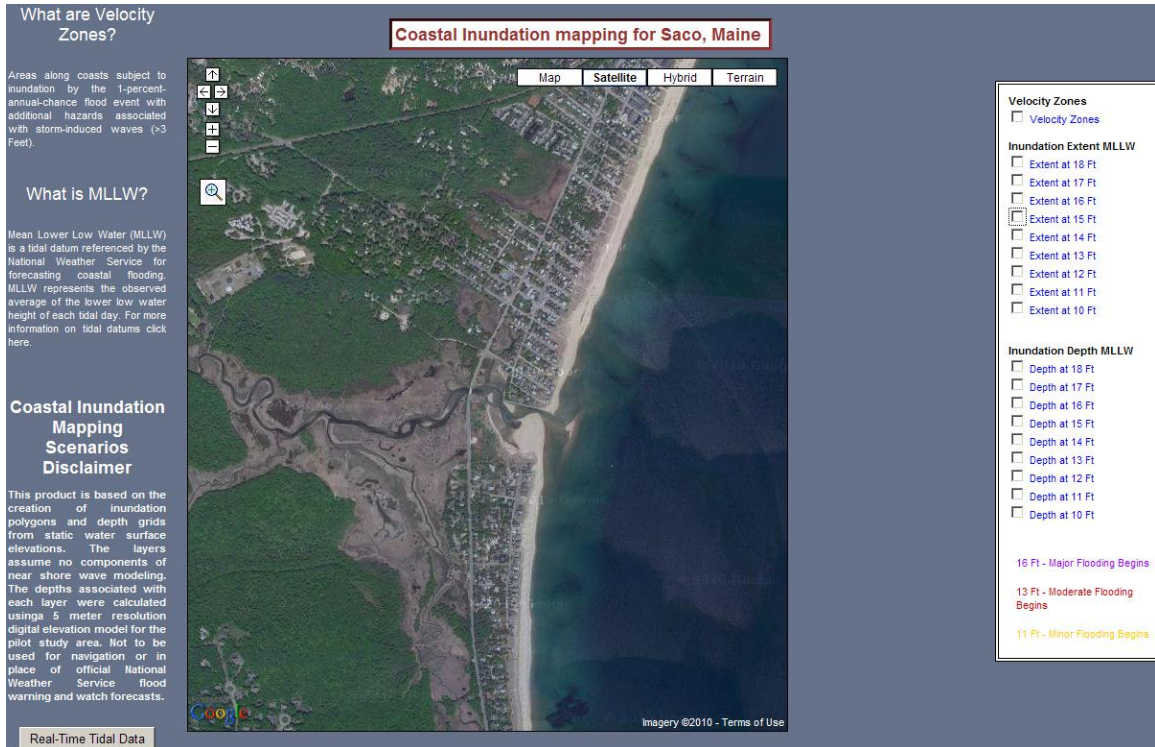 What are Velocity
Zones?
Areas along coasts subject to
inundation by the 1-percent-
annual-chance flood event with
additional hazards associated
with storm-induced waves (>3
Feet).
What is MLLW?
Mean Lower Low Water (MLLW)
is a tidal datum referenced by the
National Weather Service for
forecasting coastal flooding.
MLLW represents the observed
average of the lower low water
height of each tidal day. For more
information on tidal datums click
here.
Coastal Inundation
Mapping
Scenarios
Disclaimer
This product is based on the
creation of inundation
polygons and depth grids
from static water surface
elevations. The layers
assume no components of
near shore wave modeling.
The depths associated with
each layer were calculated
usinga 5 meter resolution
digital elevation model for the
pilot study area. Not to be
used for navigation or in
place of official National
Weather Service flood
warning and watch forecasts.
Real-Time Tidal Data
Coastal Inundation mapping for Saco, Maine
Map Satellite Hybrid Terrain
Google
Imagery ©2010 - Terms of Use
Velocity Zones
Velocity Zones
Inundation Extent MLLW
Extent at 18 Ft
Extent at 17 Ft
Extent at 16 Ft
Extent at 15 Ft
Extent at 14 Ft
Extent at 13 Ft
Extent at 12 Ft
Extent at 11 Ft
Extent at 10 Ft
Inundation Depth MLLW
Depth at 18 Ft
Depth at 17 Ft
Depth at 16 Ft
Depth at 15 Ft
Depth at 14 Ft
Depth at 13 Ft
Depth at 12 Ft
Depth at 11 Ft
Depth at 10 Ft
16 Ft - Major Flooding Begins
13 Ft - Moderate Flooding
Begins
11 Ft - Minor Flooding Begins